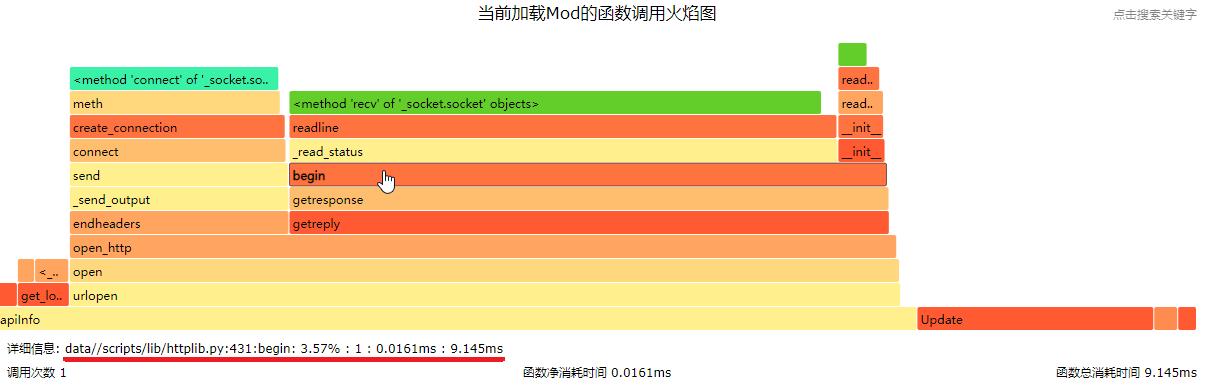 当前加载Mod的函数调用火焰图
点击搜索关键字
<method 'connect' of '_socket.so..
read..
meth
<method 'recv' of '_socket.socket' objects>
read..
create_connection
readline
__init__
connect
_read_status
__init__
send
begin
_send_output
getresponse
endheaders
getreply
open_http
<_..
open
get_lo..
urlopen
apiInfo
Update
详细信息: data//scripts/lib/httplib.py:431:begin: 3.57% : 1 : 0.0161ms : 9.145ms
调用次数 1
函数净消耗时间 0.0161ms
函数总消耗时间 9.145ms